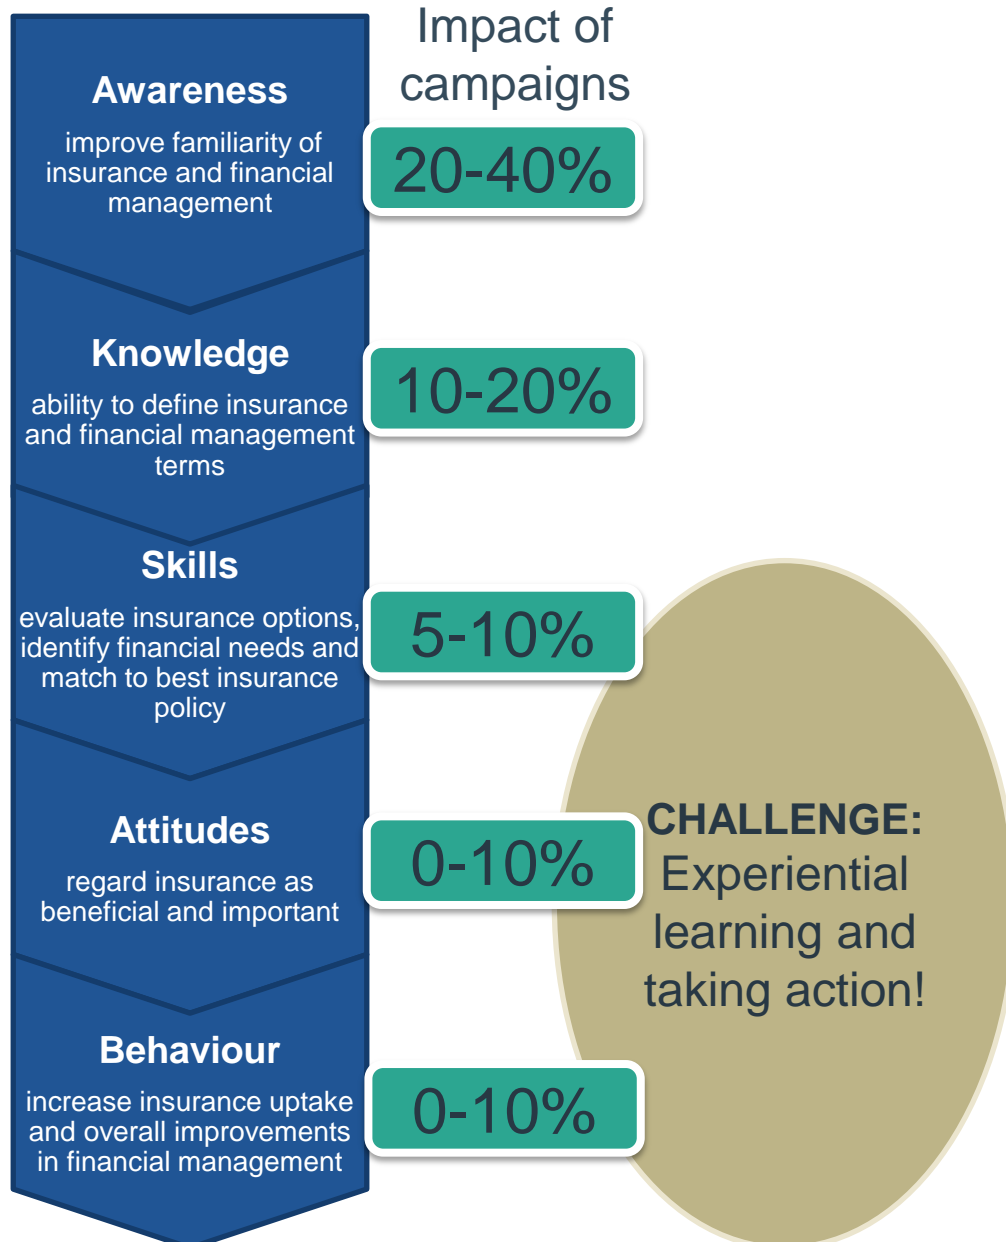 Impact of
campaigns
Awareness
improve familiarity of
insurance and financial
management
20-40%
Knowledge
ability to define insurance
and financial management
terms
10-20%
Skills
evaluate insurance options,
identify financial needs and
match to best insurance
policy
5-10%
Attitudes
regard insurance as
beneficial and important
0-10%
Behaviour
increase insurance uptake
and overall improvements
in financial management
0-10%
CHALLENGE:
Experiential
learning and
taking action!